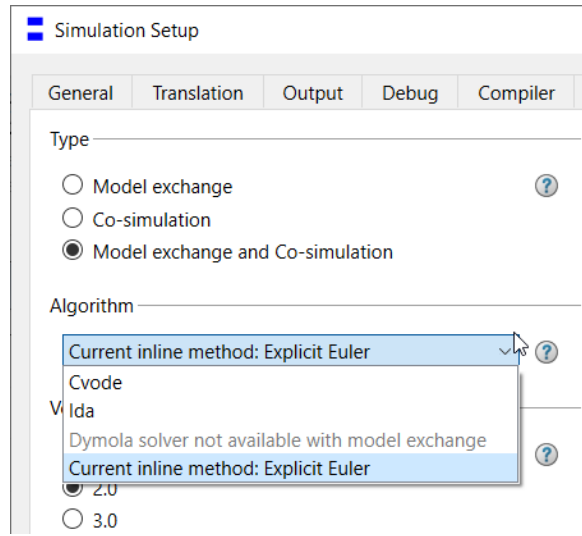 Simulation Setup
General Translation Output Debug Compiler
Type
Model exchange
?
Co-simulation
Model exchange and Co-simulation
Algorithm
Current inline method: Explicit Euler
?
Cvode
Ida
Dymola solver not available with model exchange
?
Current inline method: Explicit Euler
2.0
3.0